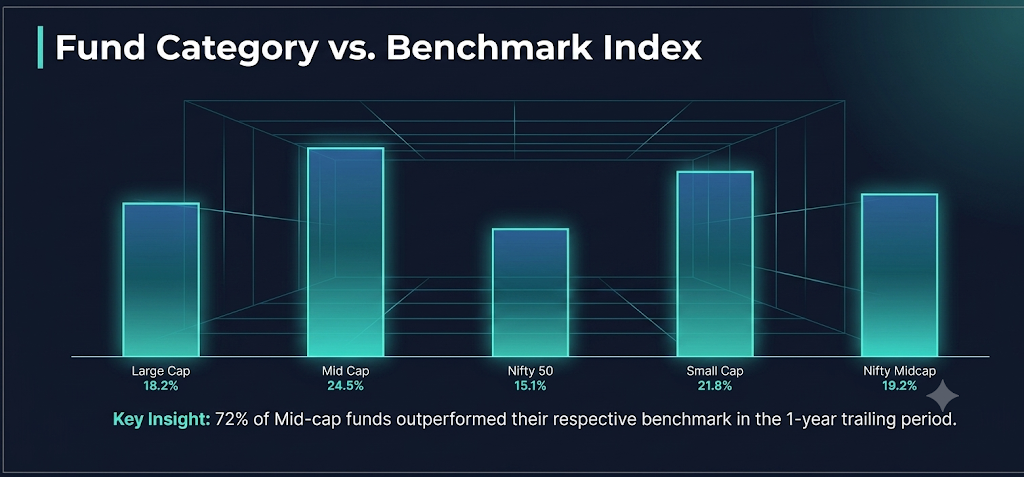 Fund Category vs. Benchmark Index
Large Cap
18.2%
Mid Cap
24.5%
Nifty 50
15.1%
Small Cap
21.8%
Nifty Midcap
19.2%
Key Insight: 72% of Mid-cap funds outperformed their respective benchmark in the 1-year trailing period.